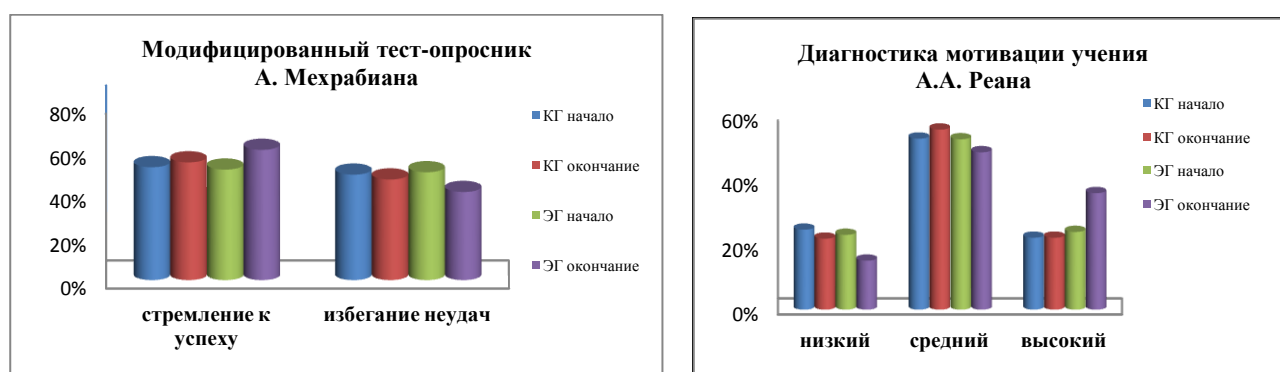 Модифицированный тест-опросник
А. Мехрабиана
80%
60%
40%
20%
0%
стремление к
успеху
избегание неудач
КГ начало
КГ окончание
ЭГ начало
ЭГ окончание
Диагностика мотивации учения
А.А. Реана
60%
40%
20%
0%
низкий
средний
высокий
КГ начало
КГ окончание
ЭГ начало
ЭГ окончание